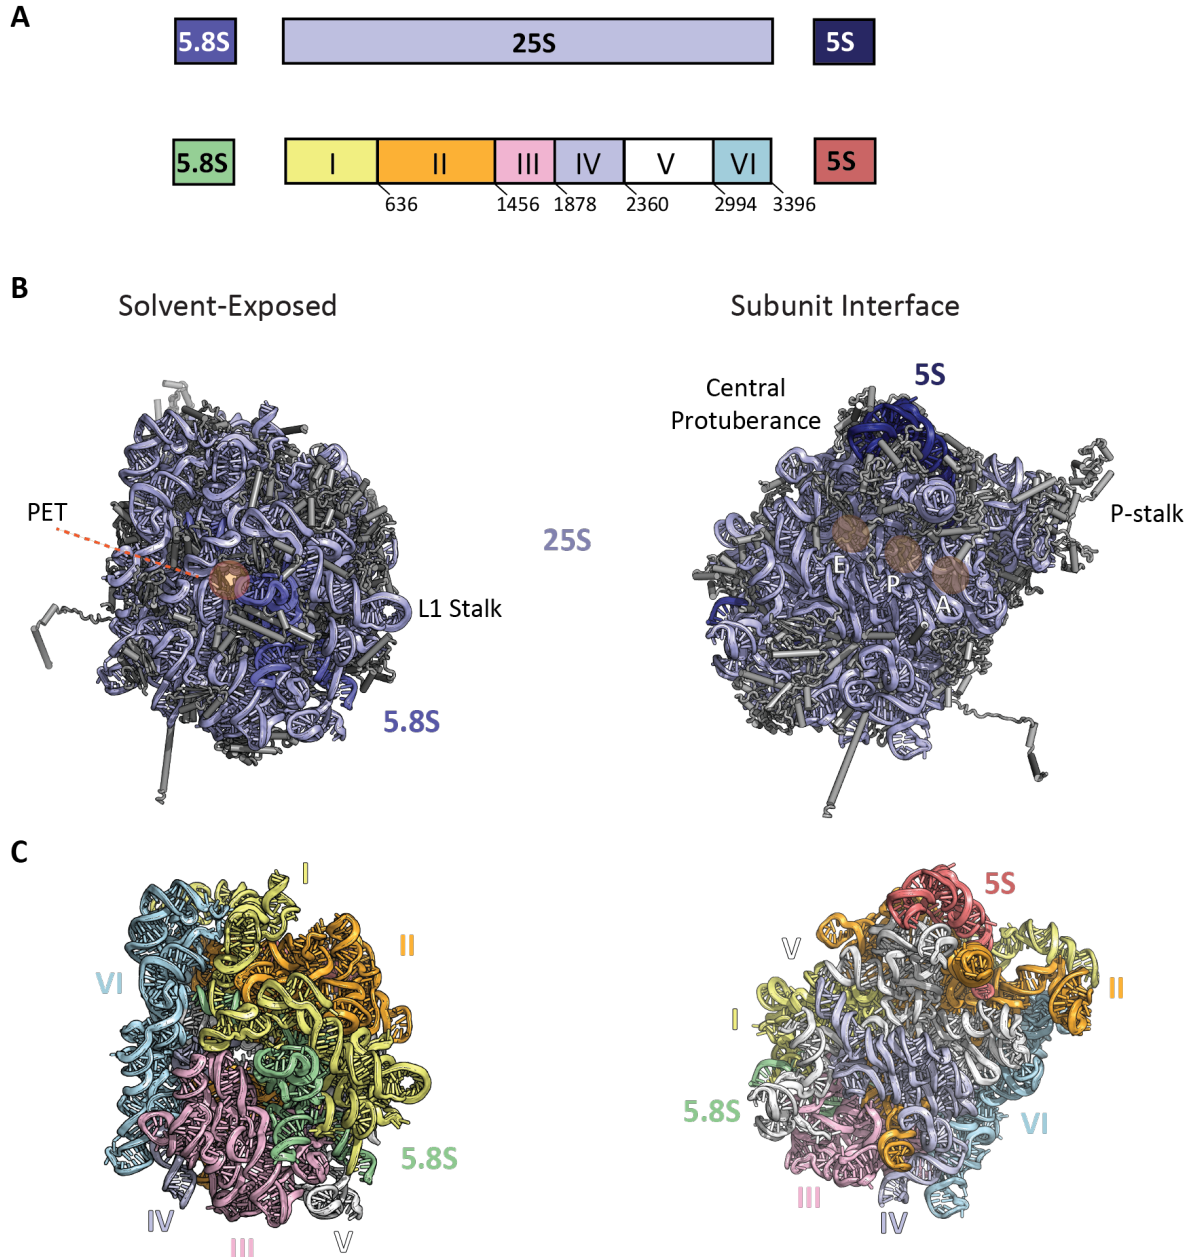 A
5.8S 25S 5S
5.8S I II III IV V VI 5S
636 1456 1878 2360 2994 3396
B
Solvent-Exposed Subunit Interface
5S
Central
Protuberance
PET
P-stalk
25S
E
P
A
L1 Stalk
5.8S
C
I
5S
II
V
VI
II
I
5.8S
VI
5.8S
III
IV
IV
III
V